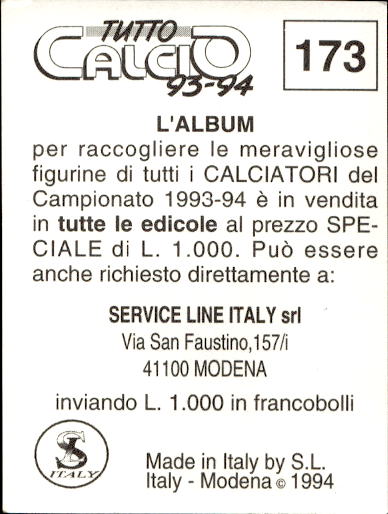 TUTTO
CALCIO
93-94
173
L'ALBUM
per raccogliere le meravigliose
figurine di tutti i CALCIATORI del
Campionato 1993-94 è in vendita
in tutte le edicole al prezzo SPE-
CIALE di L. 1.000. Può essere
anche richiesto direttamente a:
SERVICE LINE ITALY srl
Via San Faustino,157/i
41100 MODENA
inviando L. 1.000 in francobolli
SL
ITALY
Made in Italy by S.L.
Italy - Modena © 1994